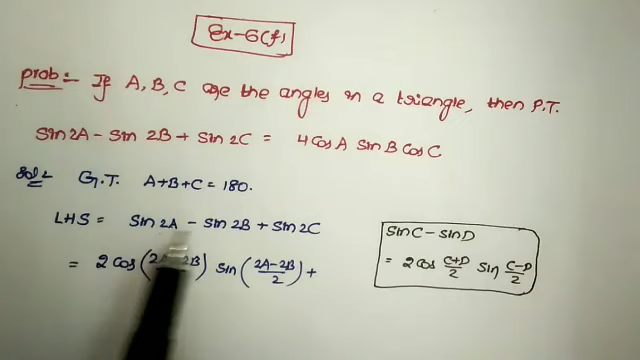 Ex-6(f)
prob:- If A, B, C are the angles in a triangle, then P.T.
Sin 2A - Sin 2B + Sin 2C = 4 Cos A Sin B Cos C
Sol:- G.T. A+B+C = 180.
LHS = Sin 2A - Sin 2B + Sin 2C
= 2 Cos ( 2B) Sin (2A-2B/2) +
Sin C - Sin D
= 2 Cos C+D/2 Sin C-D/2